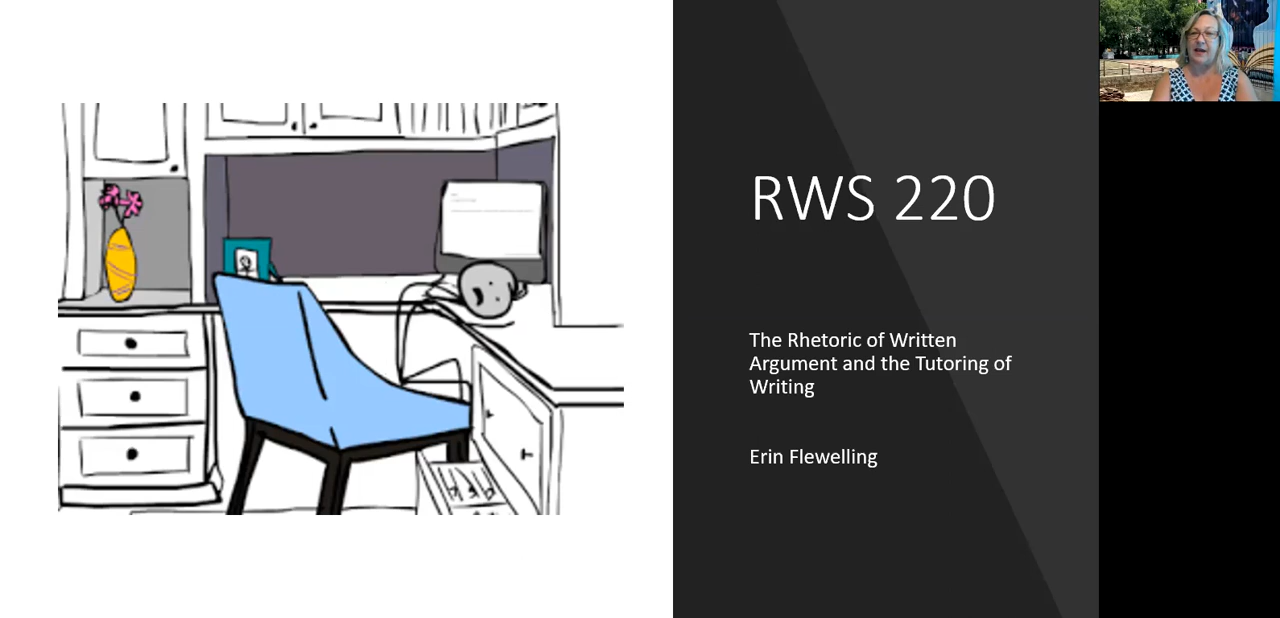 RWS 220
The Rhetoric of Written
Argument and the Tutoring of
Writing
Erin Flewelling